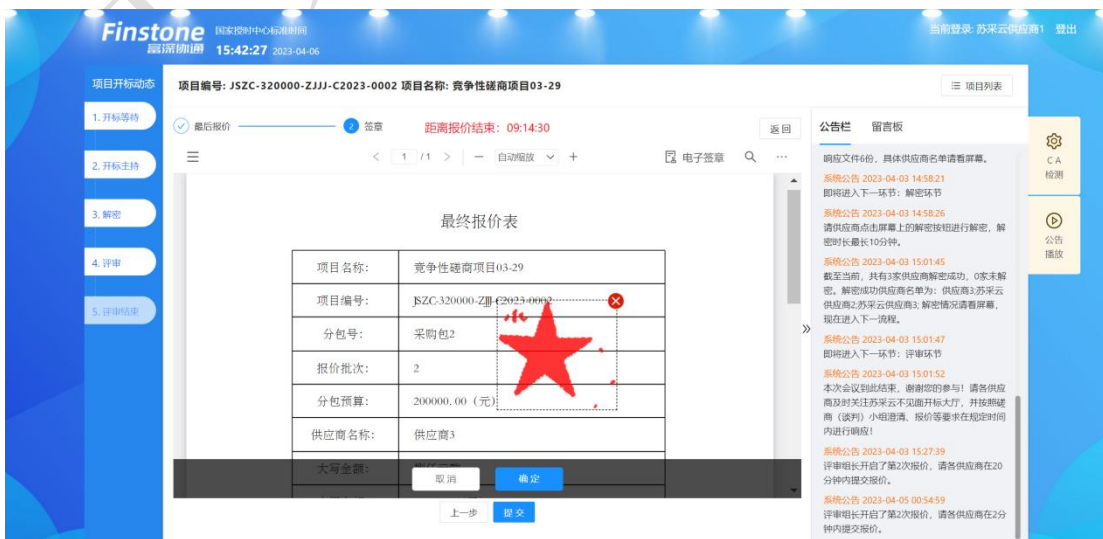 Finstone
富深协通
国家授时中心标准时间
15:42:27 2023-04-06
当前登录: 苏采云供应商1 登出
项目开标动态
1. 开标等待
2. 开标主持
3. 解密
4. 评审
5. 评审结束
项目编号: JSZC-320000-ZJJJ-C2023-0002 项目名称: 竞争性磋商项目03-29
项目列表
最后报价
2 签章
距离报价结束: 09:14:30
返回
1 /1
自动缩放
电子签章
最终报价表
项目名称: 竞争性磋商项目03-29
项目编号: JSZC-320000-ZJJJ-C2023-0002
分包号: 采购包2
报价批次: 2
分包预算: 200000.00（元）
供应商名称: 供应商3
大写金额:
取消 确定
上一步 提交
公告栏 留言板
响应文件6份，具体供应商名单请看屏幕。
系统公告 2023-04-03 14:58:21
即将进入下一环节：解密环节
系统公告 2023-04-03 14:58:26
请供应商点击屏幕上的解密按钮进行解密，解
密时长最长10分钟。
系统公告 2023-04-03 15:01:45
截至当前，共有3家供应商解密成功，0家未解
密。解密成功供应商名单为：供应商3;苏采云
供应商2;苏采云供应商3; 解密情况请看屏幕，
现在进入下一流程。
系统公告 2023-04-03 15:01:47
即将进入下一环节：评审环节
系统公告 2023-04-03 15:01:52
本次会议到此结束，谢谢您的参与！请各供应
商及时关注苏采云不见面开标大厅，并按照磋
商（谈判）小组澄清、报价等要求在规定时间
内进行响应！
系统公告 2023-04-03 15:27:39
评审组长开启了第2次报价，请各供应商在20
分钟内提交报价。
系统公告 2023-04-05 00:54:59
评审组长开启了第2次报价，请各供应商在2分
钟内提交报价。
CA
检测
公告
播放